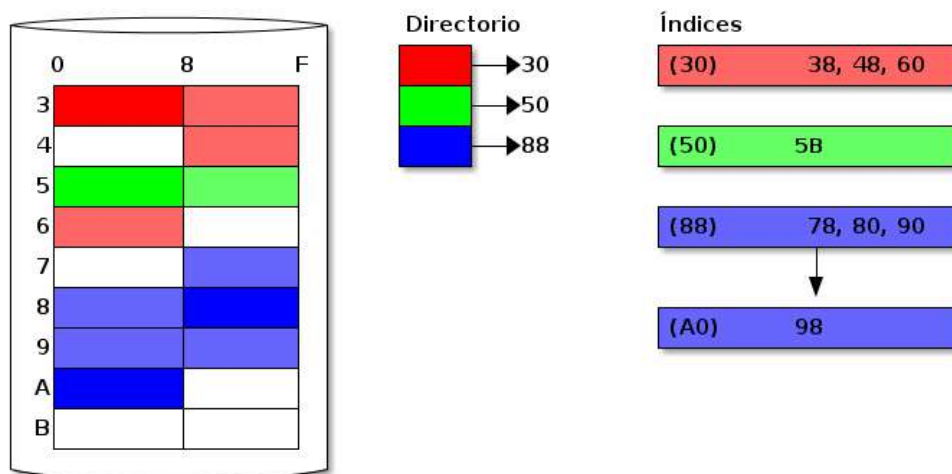 Directorio
Índices
0 8 F
30
50
88
3
4
5
6
7
8
9
A
B
(30) 38, 48, 60
(50) 5B
(88) 78, 80, 90
(A0) 98